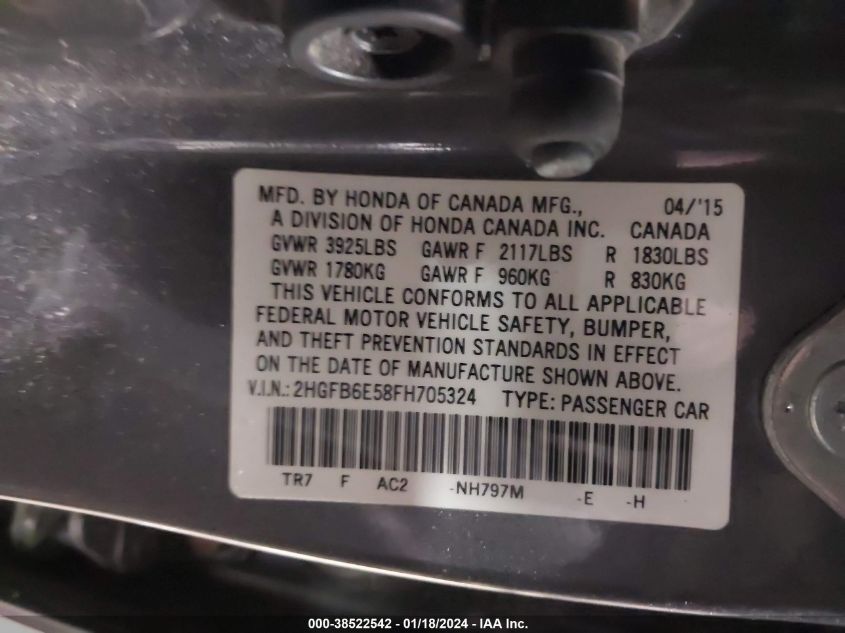 MFD. BY HONDA OF CANADA MFG., 04/'15
A DIVISION OF HONDA CANADA INC. CANADA
GVWR 3925LBS GAWR F 2117LBS R 1830LBS
GVWR 1780KG GAWR F 960KG R 830KG
THIS VEHICLE CONFORMS TO ALL APPLICABLE
FEDERAL MOTOR VEHICLE SAFETY, BUMPER,
AND THEFT PREVENTION STANDARDS IN EFFECT
ON THE DATE OF MANUFACTURE SHOWN ABOVE.
V.I.N.: 2HGFB6E58FH705324 TYPE: PASSENGER CAR
TR7 F AC2 -NH797M -E -H
000-38522542 - 01/18/2024 - IAA Inc.